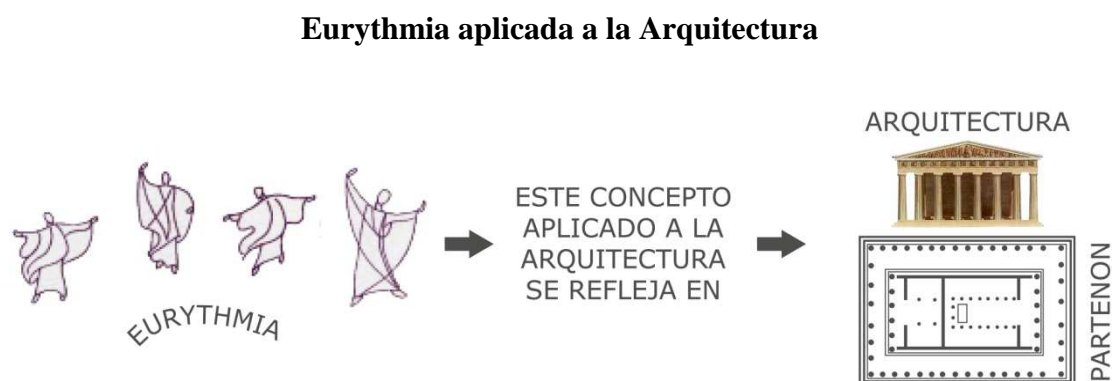 Eurythmia aplicada a la Arquitectura
ARQUITECTURA
ESTE CONCEPTO
APLICADO A LA
ARQUITECTURA
SE REFLEJA EN
EURYTHMIA
PARTENON